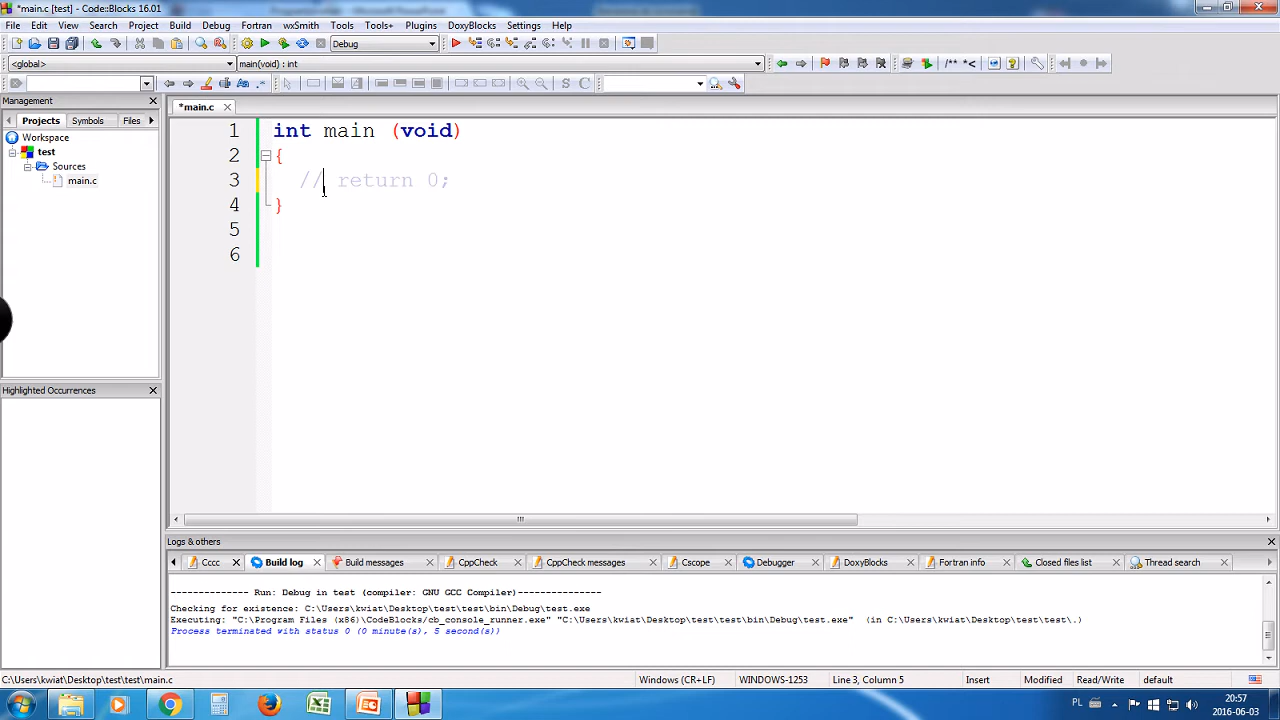 *main.c [test] - Code::Blocks 16.01
File Edit View Search Project Build Debug Fortran wxSmith Tools Tools+ Plugins DoxyBlocks Settings Help
Debug
<global> main(void) : int
/** *<
Aa .* S C
Management
Projects Symbols Files
Workspace
test
Sources
main.c
Highlighted Occurrences
*main.c
1 int main (void)
2 {
3 // return 0;
4 }
5
6
Logs & others
Cccc Build log Build messages CppCheck CppCheck messages Cscope Debugger DoxyBlocks Fortran info Closed files list Thread search
-------------- Run: Debug in test (compiler: GNU GCC Compiler)---------------
Checking for existence: C:\Users\kwiat\Desktop\test\test\bin\Debug\test.exe
Executing: "C:\Program Files (x86)\CodeBlocks/cb_console_runner.exe" "C:\Users\kwiat\Desktop\test\test\bin\Debug\test.exe"  (in C:\Users\kwiat\Desktop\test\test\.)
Process terminated with status 0 (0 minute(s), 5 second(s))
C:\Users\kwiat\Desktop\test\test\main.c Windows (CR+LF) WINDOWS-1253 Line 3, Column 5 Insert Modified Read/Write default
PL 20:57
2016-06-03